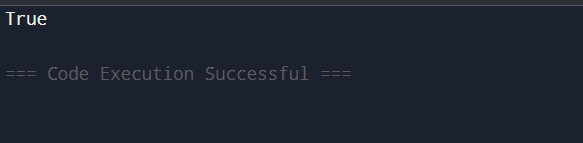 True
=== Code Execution Successful ===